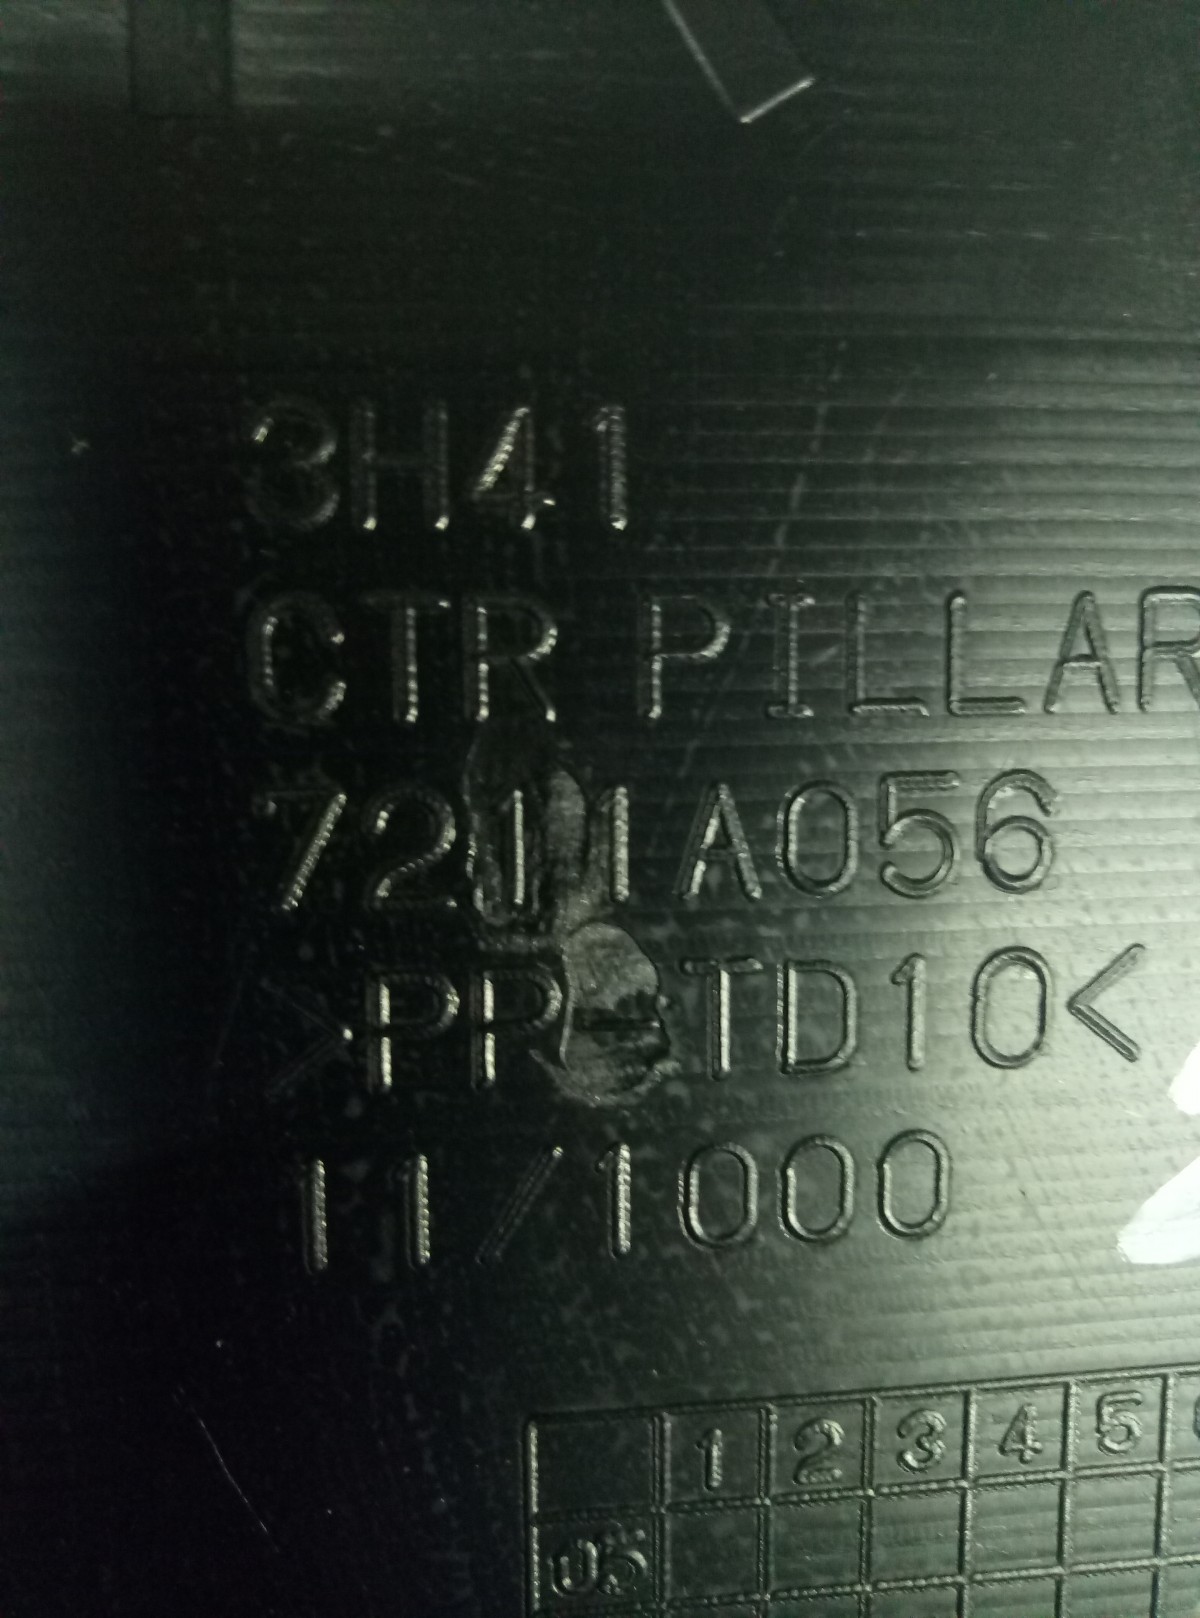 3H41
CTR PILLAR
7211A056
>PP-TD10<
11/1000
1 2 3 4 5
05